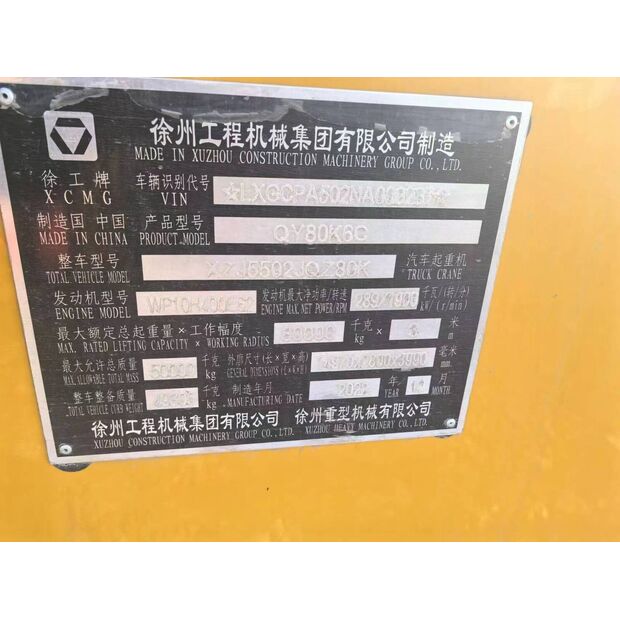 徐州工程机械集团有限公司制造
MADE IN XUZHOU CONSTRUCTION MACHINERY GROUP CO., LTD.
徐工牌 车辆识别代号
XCMG VIN
制造国 中国 产品型号 QY80K6C
MADE IN CHINA PRODUCT MODEL
整车型号 XZJ5502JQZ80K 汽车起重机
TOTAL VEHICLE MODEL TRUCK CRANE
发动机型号 WP10H400E62 发动机最大净功率/转速 289/1900 千瓦/(转/分)
ENGINE MODEL ENGINE MAX.NET POWER/RPM kW/(r/min)
最大额定总起重量 × 工作幅度 80000 千克 × 米
MAX. RATED LIFTING CAPACITY × WORKING RADIUS kg m
最大允许总质量 50000 千克 外形尺寸(长×宽×高) 毫米
MAX.ALLOWABLE TOTAL MASS kg GENERAL DIMENSIONS(L×W×H) mm
整车整备质量 千克 制造年月 年 月
TOTAL VEHICLE CURB WEIGHT kg MANUFACTURING DATE YEAR MONTH
徐州工程机械集团有限公司 徐州重型机械有限公司
XUZHOU CONSTRUCTION MACHINERY GROUP CO., LTD. XUZHOU HEAVY MACHINERY CO., LTD.